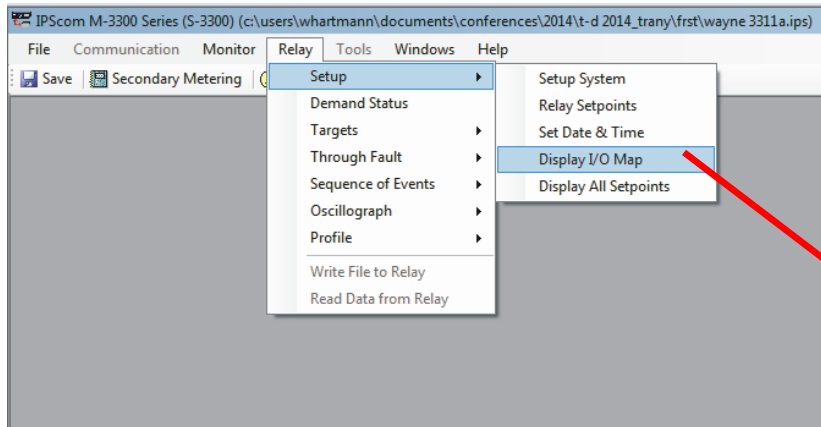 IPScom M-3300 Series (S-3300) (c:\users\whartmann\documents\conferences\2014\t-d 2014_trany\frst\wayne 3311a.ips)
File Communication Monitor Relay Tools Windows Help
Save Secondary Metering
Setup
Demand Status
Targets
Through Fault
Sequence of Events
Oscillograph
Profile
Write File to Relay
Read Data from Relay
Setup System
Relay Setpoints
Set Date & Time
Display I/O Map
Display All Setpoints